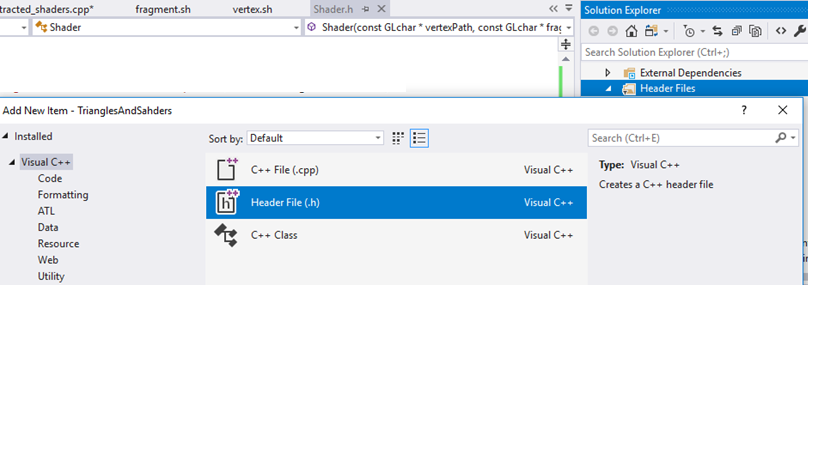 tracted_shaders.cpp* fragment.sh vertex.sh Shader.h
Solution Explorer
Shader Shader(const GLchar * vertexPath, const GLchar * frag
Search Solution Explorer (Ctrl+;)
External Dependencies
Header Files
Add New Item - TrianglesAndSahders ?
Installed
Sort by: Default
Search (Ctrl+E)
Visual C++
Code
Formatting
ATL
Data
Resource
Web
Utility
C++ File (.cpp) Visual C++
Header File (.h) Visual C++
C++ Class Visual C++
Type: Visual C++
Creates a C++ header file